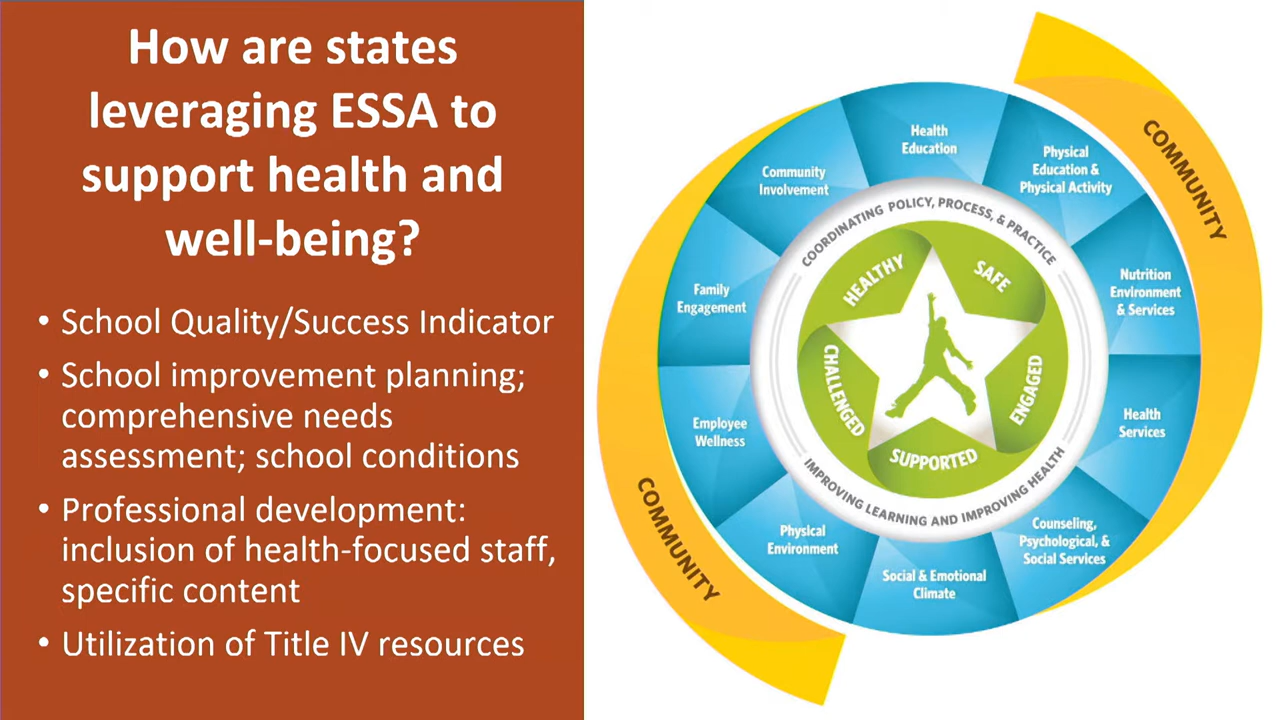 How are states
leveraging ESSA to
support health and
well-being?
• School Quality/Success Indicator
• School improvement planning;
comprehensive needs
assessment; school conditions
• Professional development:
inclusion of health-focused staff,
specific content
• Utilization of Title IV resources
COMMUNITY
Health
Education
Physical
Education &
Physical Activity
Nutrition
Environment
& Services
Health
Services
Counseling,
Psychological, &
Social Services
Social & Emotional
Climate
Physical
Environment
Employee
Wellness
Family
Engagement
Community
Involvement
COORDINATING POLICY, PROCESS, & PRACTICE
IMPROVING LEARNING AND IMPROVING HEALTH
HEALTHY
SAFE
ENGAGED
SUPPORTED
CHALLENGED
COMMUNITY